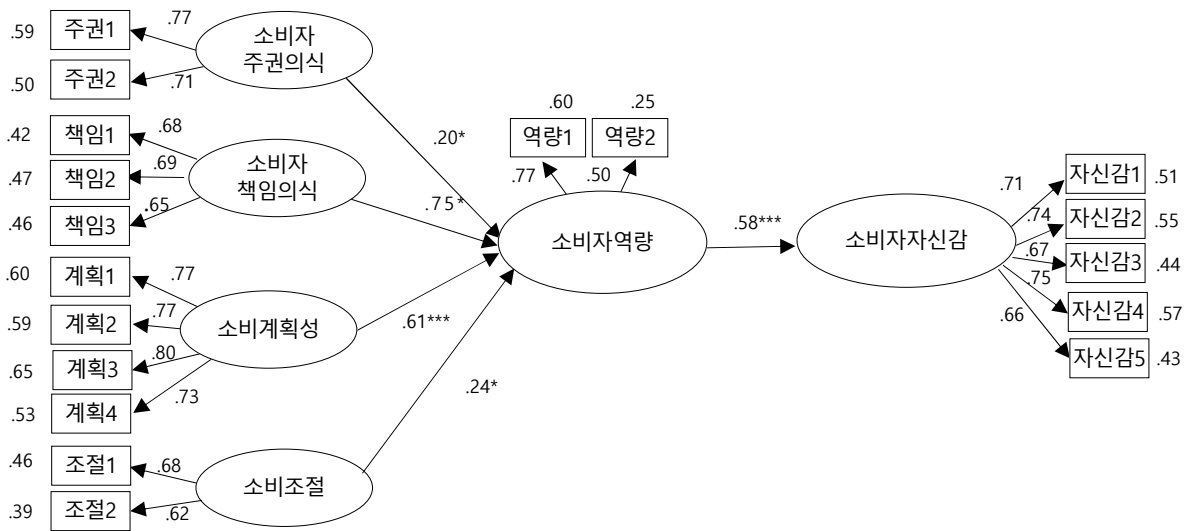 .59 주권1 .77
소비자
주권의식
.50 주권2 .71
.42 책임1 .68
소비자
책임의식
.47 책임2 .69
.46 책임3 .65
.60 계획1 .77
.59 계획2 .77
소비계획성
.65 계획3 .80
.53 계획4 .73
.46 조절1 .68
소비조절
.39 조절2 .62
.20*
.75*
.61***
.24*
.60 .25
역량1 역량2
.77 .50
소비자역량
.58***
소비자자신감
.71 자신감1 .51
.74 자신감2 .55
.67 자신감3 .44
.75 자신감4 .57
.66 자신감5 .43